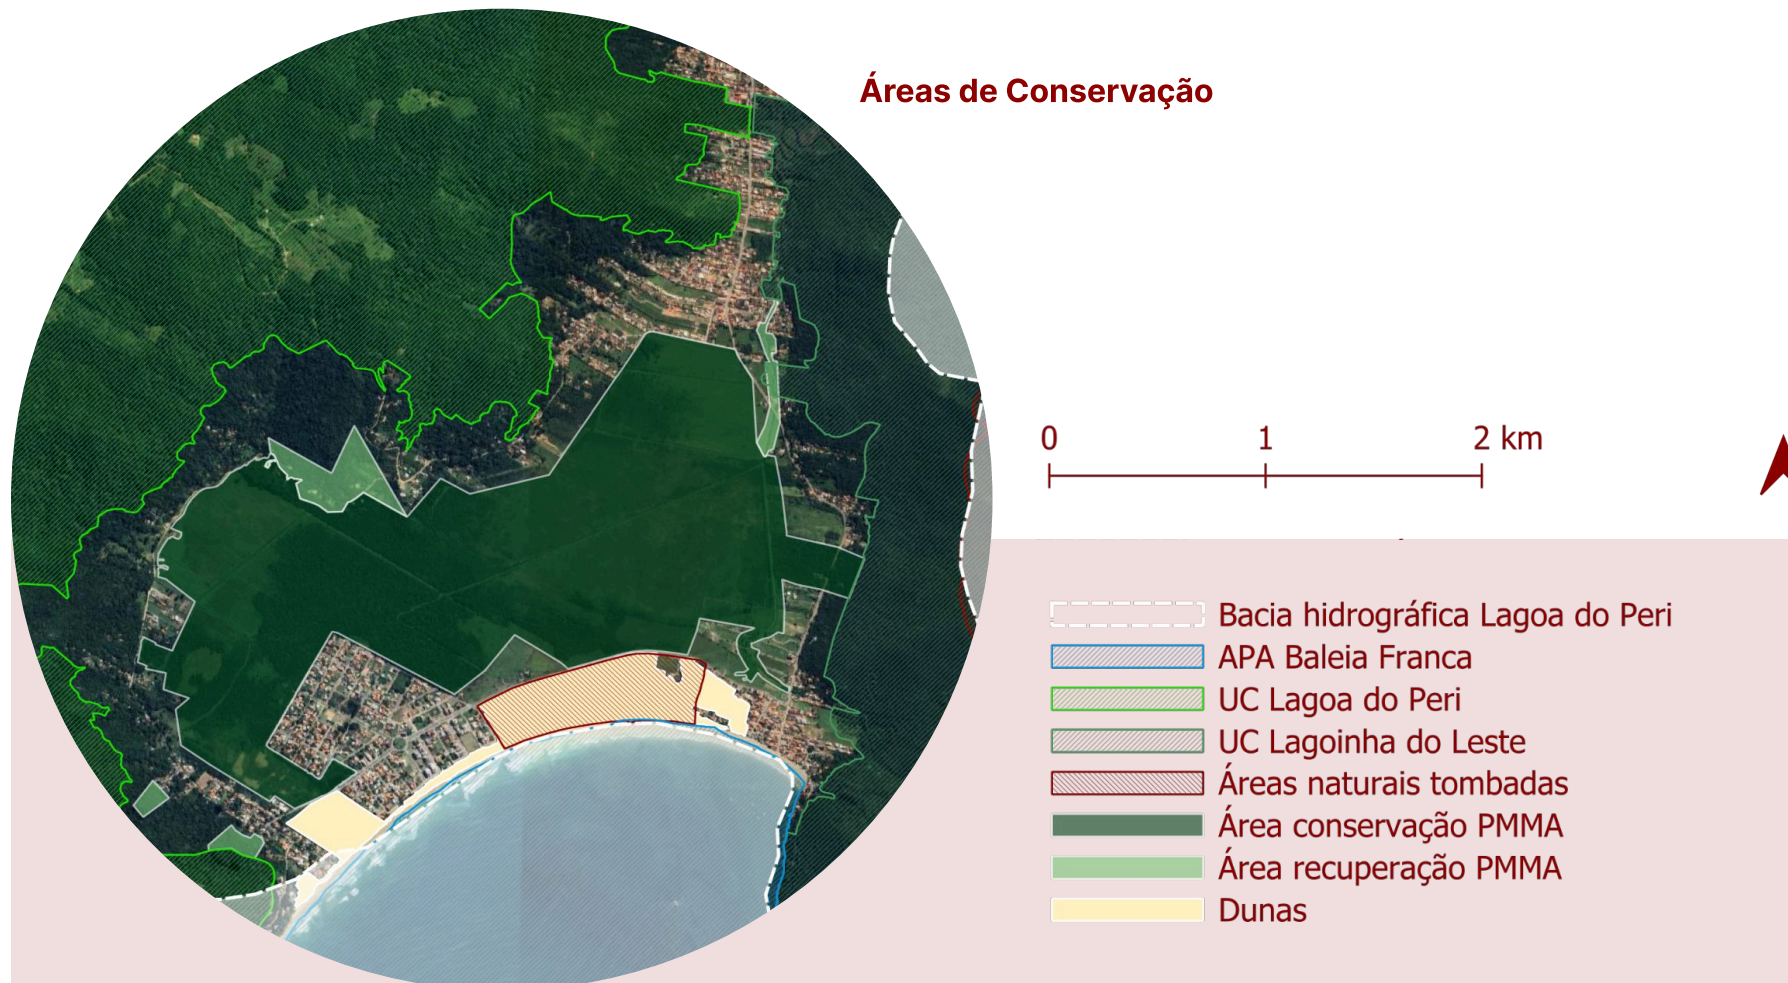 Áreas de Conservação
0 1 2 km
Bacia hidrográfica Lagoa do Peri
APA Baleia Franca
UC Lagoa do Peri
UC Lagoinha do Leste
Áreas naturais tombadas
Área conservação PMMA
Área recuperação PMMA
Dunas